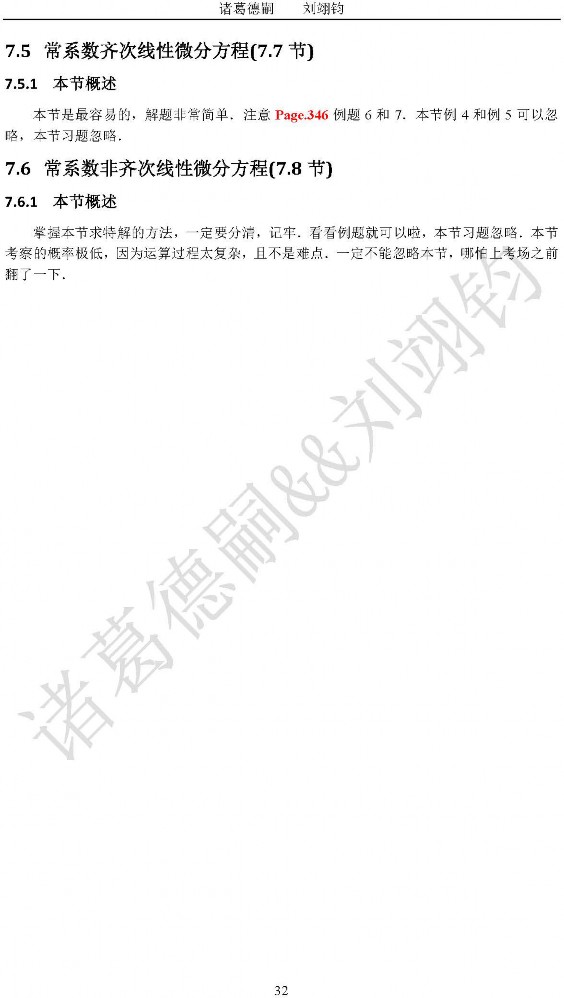 诸葛德嗣 刘翊钧
7.5 常系数齐次线性微分方程(7.7 节)
7.5.1 本节概述
本节是最容易的，解题非常简单．注意 Page.346 例题 6 和 7．本节例 4 和例 5 可以忽
略，本节习题忽略．
7.6 常系数非齐次线性微分方程(7.8 节)
7.6.1 本节概述
掌握本节求特解的方法，一定要分清，记牢．看看例题就可以啦，本节习题忽略．本节
考察的概率极低，因为运算过程太复杂，且不是难点．一定不能忽略本节，哪怕上考场之前
翻了一下．
诸葛德嗣&&刘翊钧
32